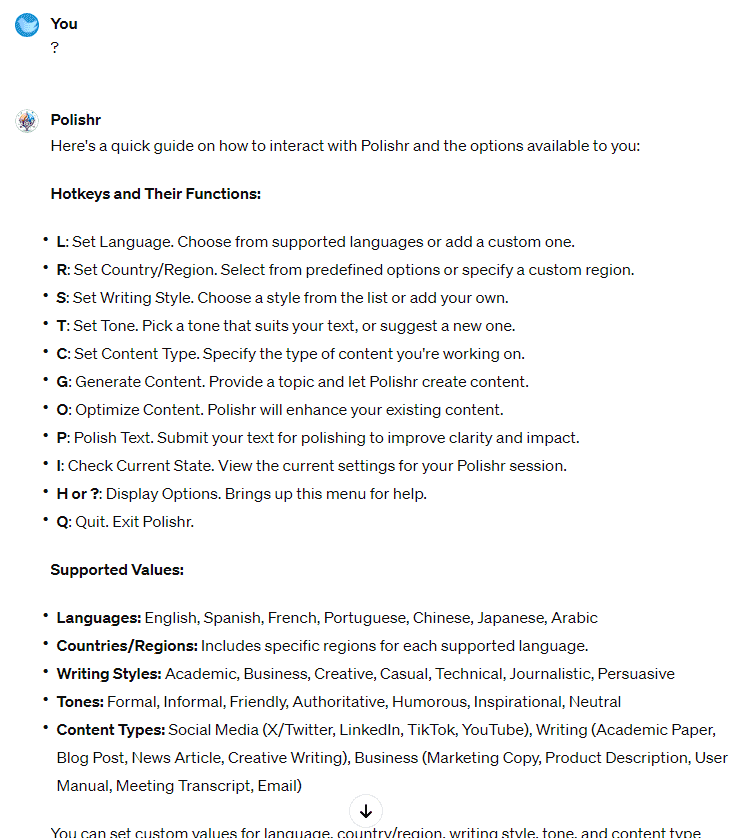 You
?
Polishr
Here's a quick guide on how to interact with Polishr and the options available to you:
Hotkeys and Their Functions:
• L: Set Language. Choose from supported languages or add a custom one.
• R: Set Country/Region. Select from predefined options or specify a custom region.
• S: Set Writing Style. Choose a style from the list or add your own.
• T: Set Tone. Pick a tone that suits your text, or suggest a new one.
• C: Set Content Type. Specify the type of content you're working on.
• G: Generate Content. Provide a topic and let Polishr create content.
• O: Optimize Content. Polishr will enhance your existing content.
• P: Polish Text. Submit your text for polishing to improve clarity and impact.
• I: Check Current State. View the current settings for your Polishr session.
• H or ?: Display Options. Brings up this menu for help.
• Q: Quit. Exit Polishr.
Supported Values:
• Languages: English, Spanish, French, Portuguese, Chinese, Japanese, Arabic
• Countries/Regions: Includes specific regions for each supported language.
• Writing Styles: Academic, Business, Creative, Casual, Technical, Journalistic, Persuasive
• Tones: Formal, Informal, Friendly, Authoritative, Humorous, Inspirational, Neutral
• Content Types: Social Media (X/Twitter, LinkedIn, TikTok, YouTube), Writing (Academic Paper,
Blog Post, News Article, Creative Writing), Business (Marketing Copy, Product Description, User
Manual, Meeting Transcript, Email)
You can set custom values for language, country/region, writing style, tone, and content type